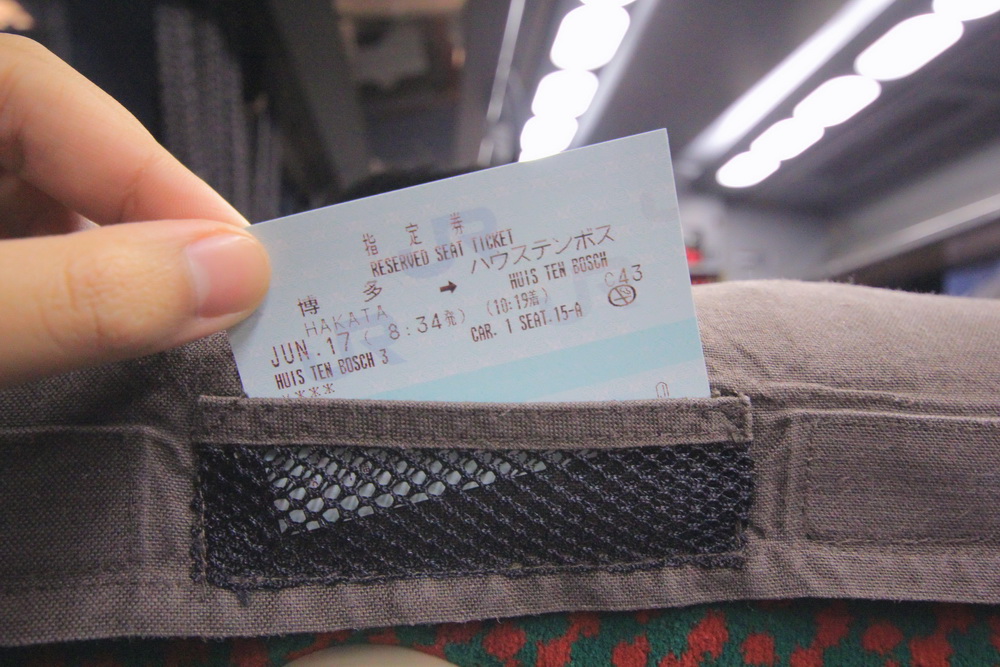 指 定 券
RESERVED SEAT TICKET
博 多 → ハウステンボス
HAKATA HUIS TEN BOSCH
JUN.17( 8:34発) (10:19着) C43
HUIS TEN BOSCH 3 CAR. 1 SEAT.15-A